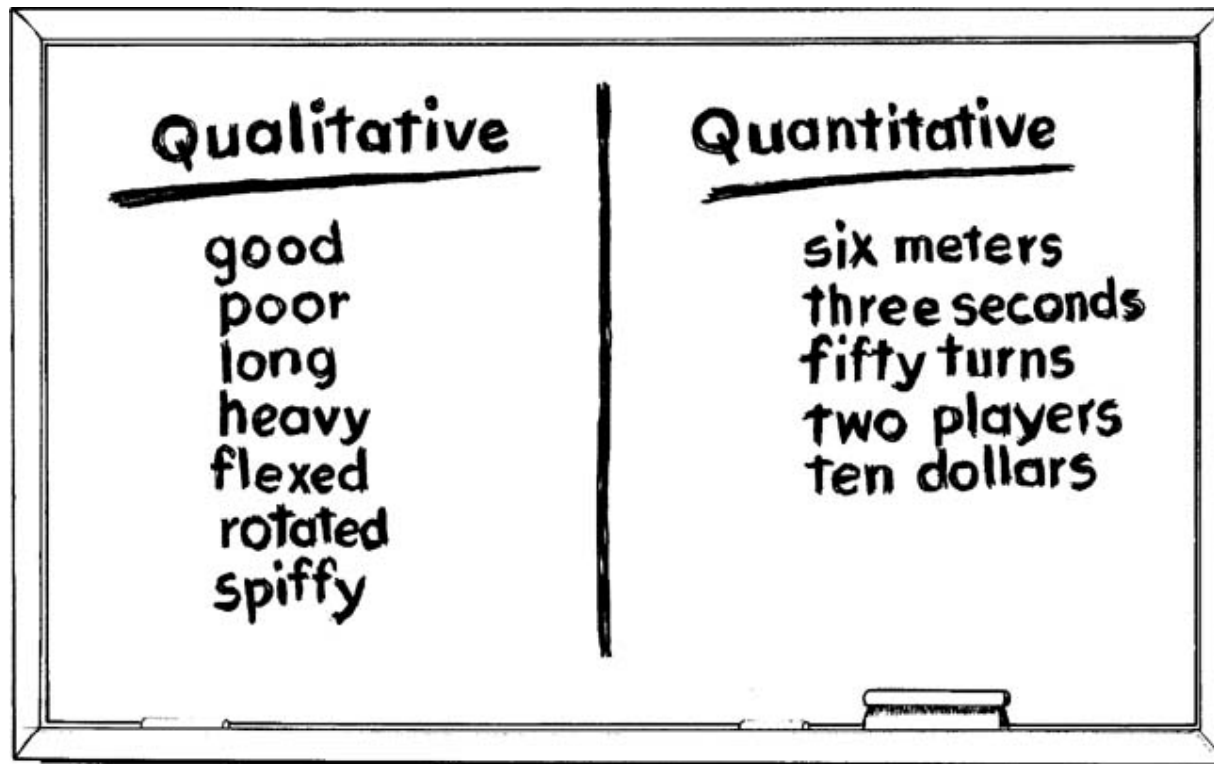 Qualitative
good
poor
long
heavy
flexed
rotated
spiffy
Quantitative
six meters
three seconds
fifty turns
two players
ten dollars